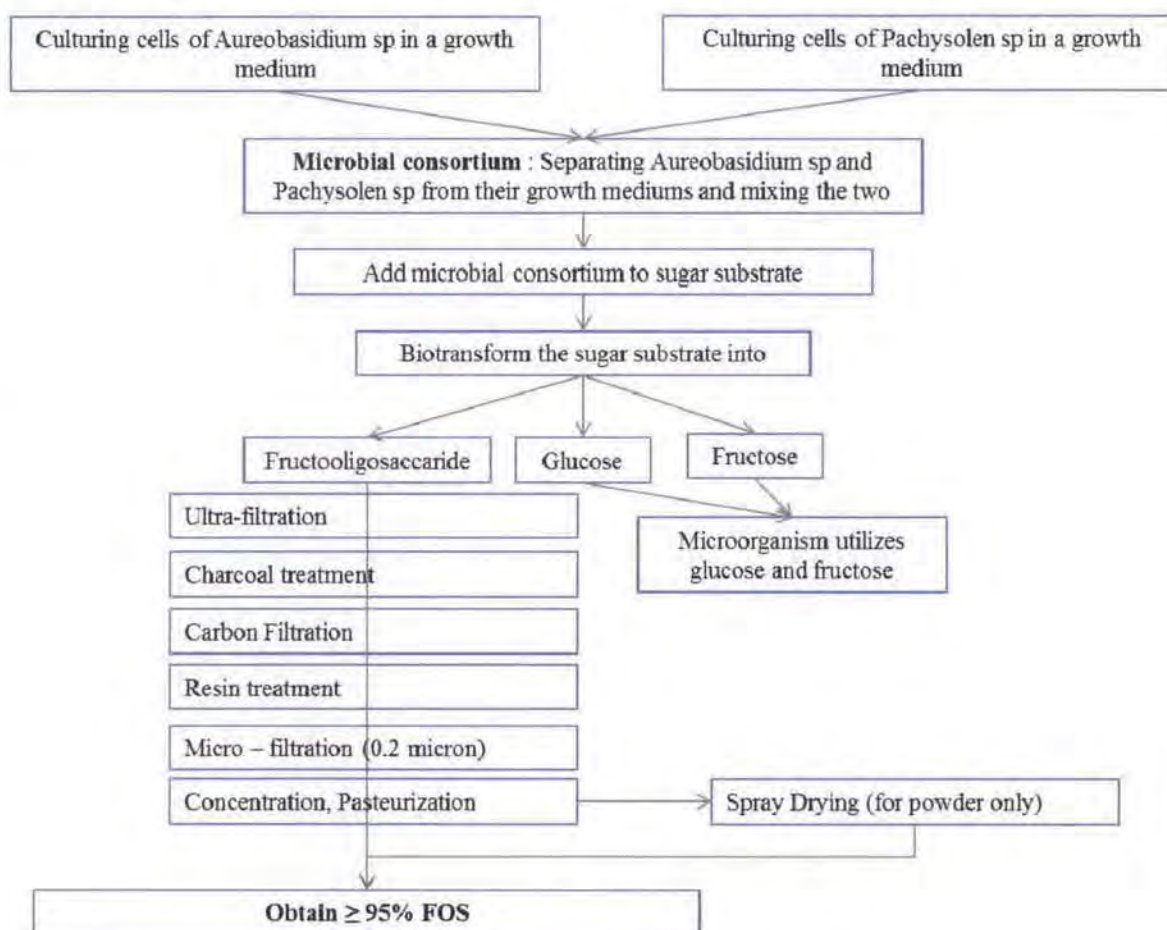 Culturing cells of Aureobasidium sp in a growth
medium
Culturing cells of Pachysolen sp in a growth
medium
Microbial consortium : Separating Aureobasidium sp and
Pachysolen sp from their growth mediums and mixing the two
Add microbial consortium to sugar substrate
Biotransform the sugar substrate into
Fructooligosaccaride
Glucose
Fructose
Ultra-filtration
Microorganism utilizes
glucose and fructose
Charcoal treatment
Carbon Filtration
Resin treatment
Micro – filtration (0.2 micron)
Concentration, Pasteurization
Spray Drying (for powder only)
Obtain ≥ 95% FOS